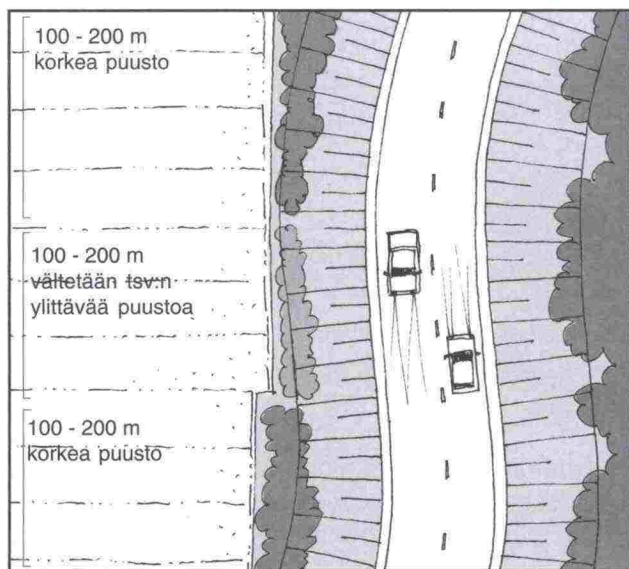 100 - 200 m
korkea puusto
100 - 200 m
vältetään tsv:n
ylittävää puustoa
100 - 200 m
korkea puusto